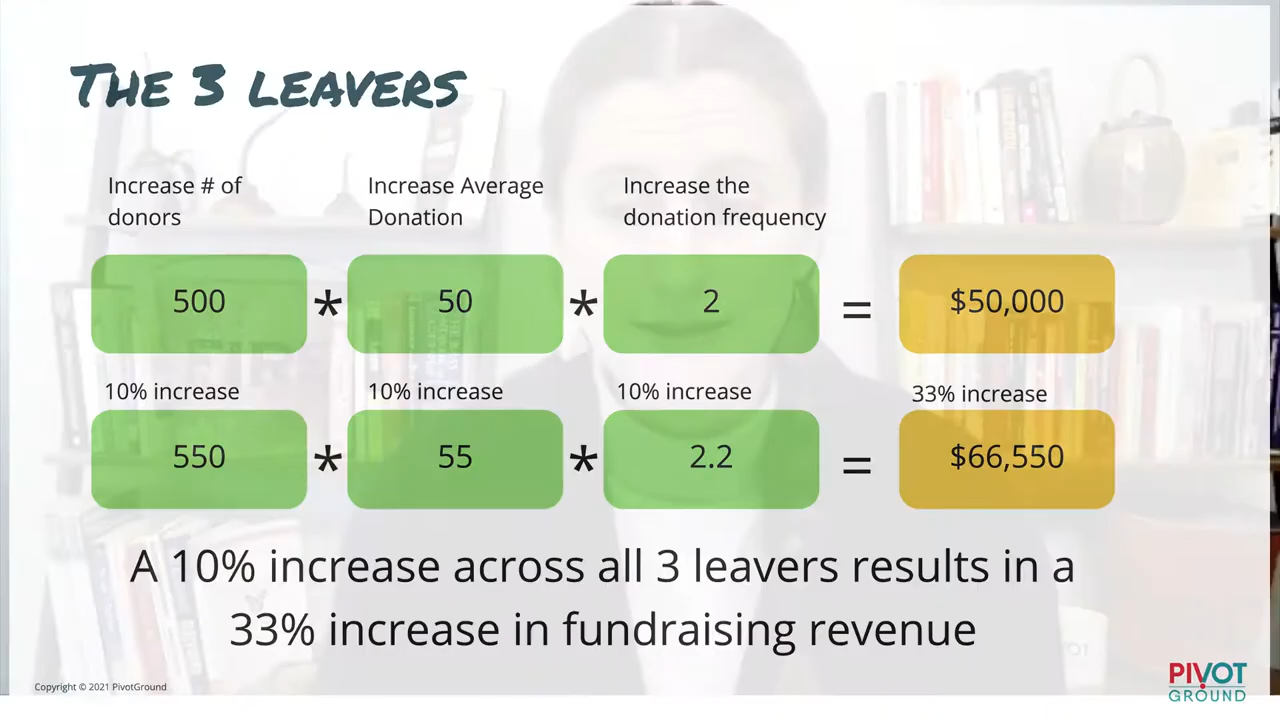 THE 3 LEAVERS
Increase # of
donors
Increase Average
Donation
Increase the
donation frequency
500 * 50 * 2 = $50,000
10% increase 10% increase 10% increase 33% increase
550 * 55 * 2.2 = $66,550
A 10% increase across all 3 leavers results in a
33% increase in fundraising revenue
Copyright © 2021 PivotGround
PIVOT
GROUND